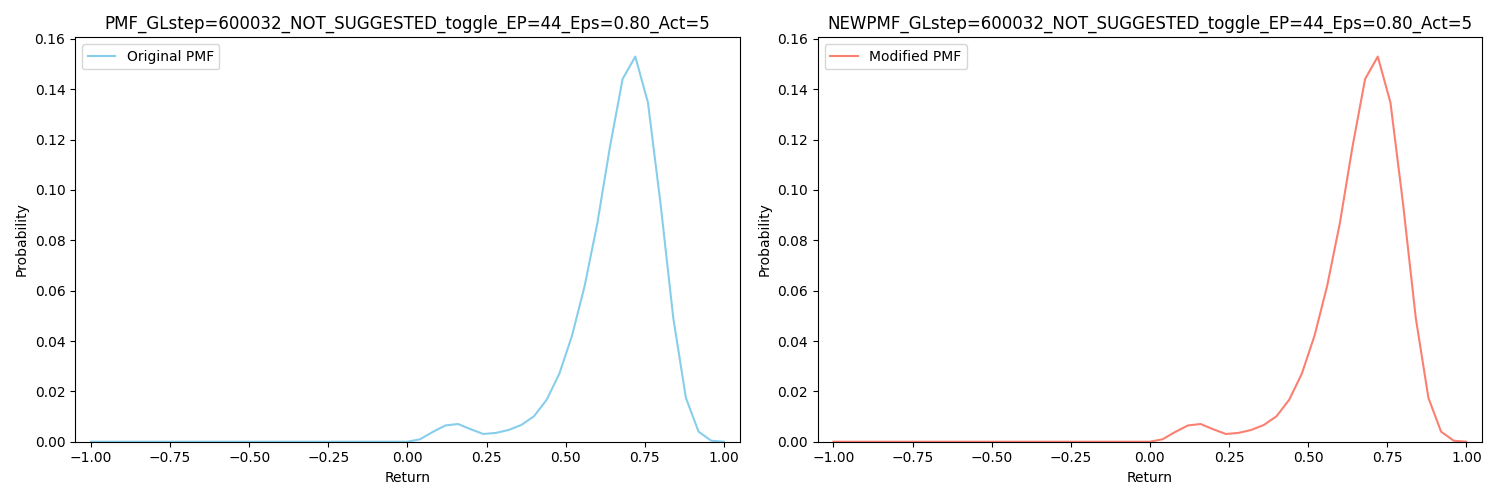 PMF_GLstep=600032_NOT_SUGGESTED_toggle_EP=44_Eps=0.80_Act=5
Original PMF
0.16
0.14
0.12
0.10
0.08
0.06
0.04
0.02
0.00
Probability
−1.00 −0.75 −0.50 −0.25 0.00 0.25 0.50 0.75 1.00
Return
NEWPMF_GLstep=600032_NOT_SUGGESTED_toggle_EP=44_Eps=0.80_Act=5
Modified PMF
0.16
0.14
0.12
0.10
0.08
0.06
0.04
0.02
0.00
Probability
−1.00 −0.75 −0.50 −0.25 0.00 0.25 0.50 0.75 1.00
Return